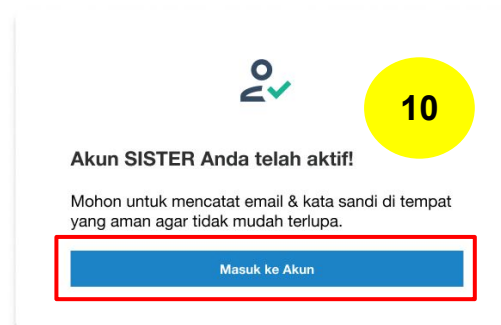 10
Akun SISTER Anda telah aktif!
Mohon untuk mencatat email & kata sandi di tempat
yang aman agar tidak mudah terlupa.
Masuk ke Akun